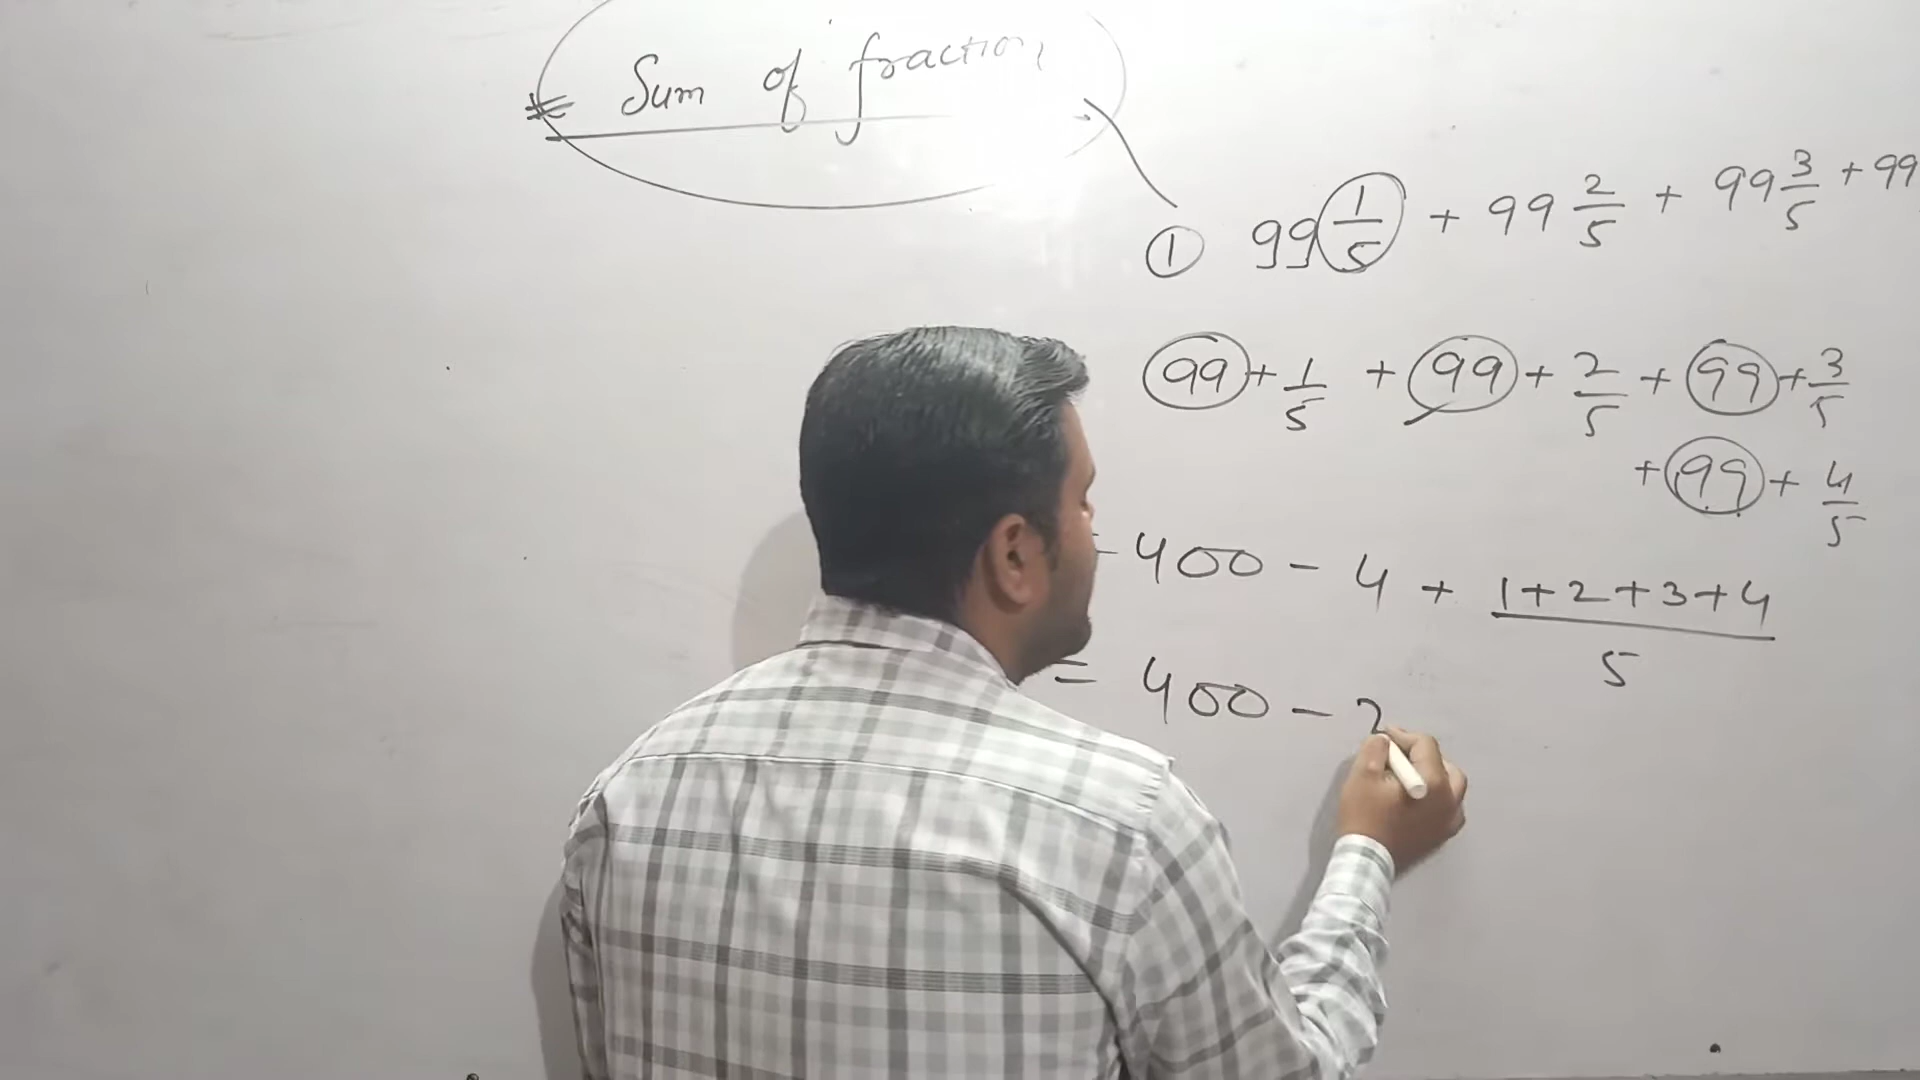 Sum of fraction
① 99 1/5 + 99 2/5 + 99 3/5 + 99
99 + 1/5 + 99 + 2/5 + 99 + 3/5
+ 99 + 4/5
= 400 - 4 + (1+2+3+4)/5
= 400 - 2